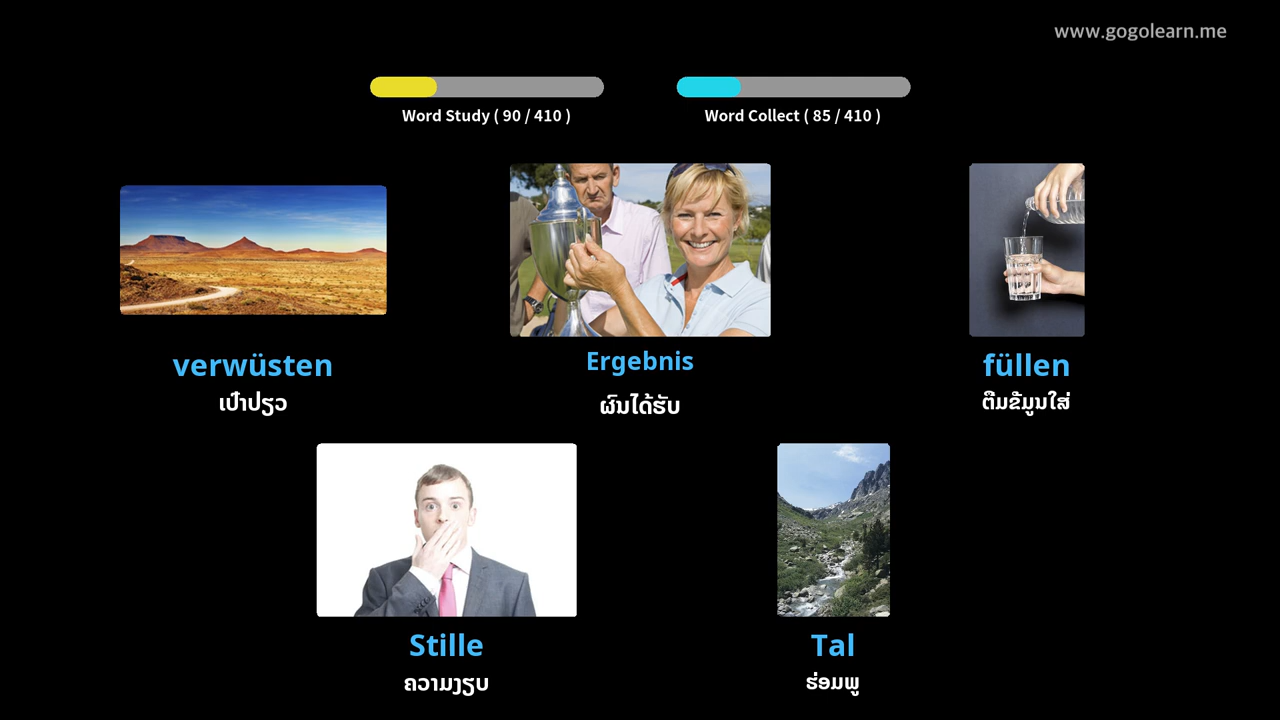 www.gogolearn.me
Word Study ( 90 / 410 )
Word Collect ( 85 / 410 )
verwüsten
ເປົ່າປ່ຽວ
Ergebnis
ຜົນໄດ້ຮັບ
füllen
ຕື່ມຂໍ້ມູນໃສ່
Stille
ຄວາມງຽບ
Tal
ຮ່ອມພູ